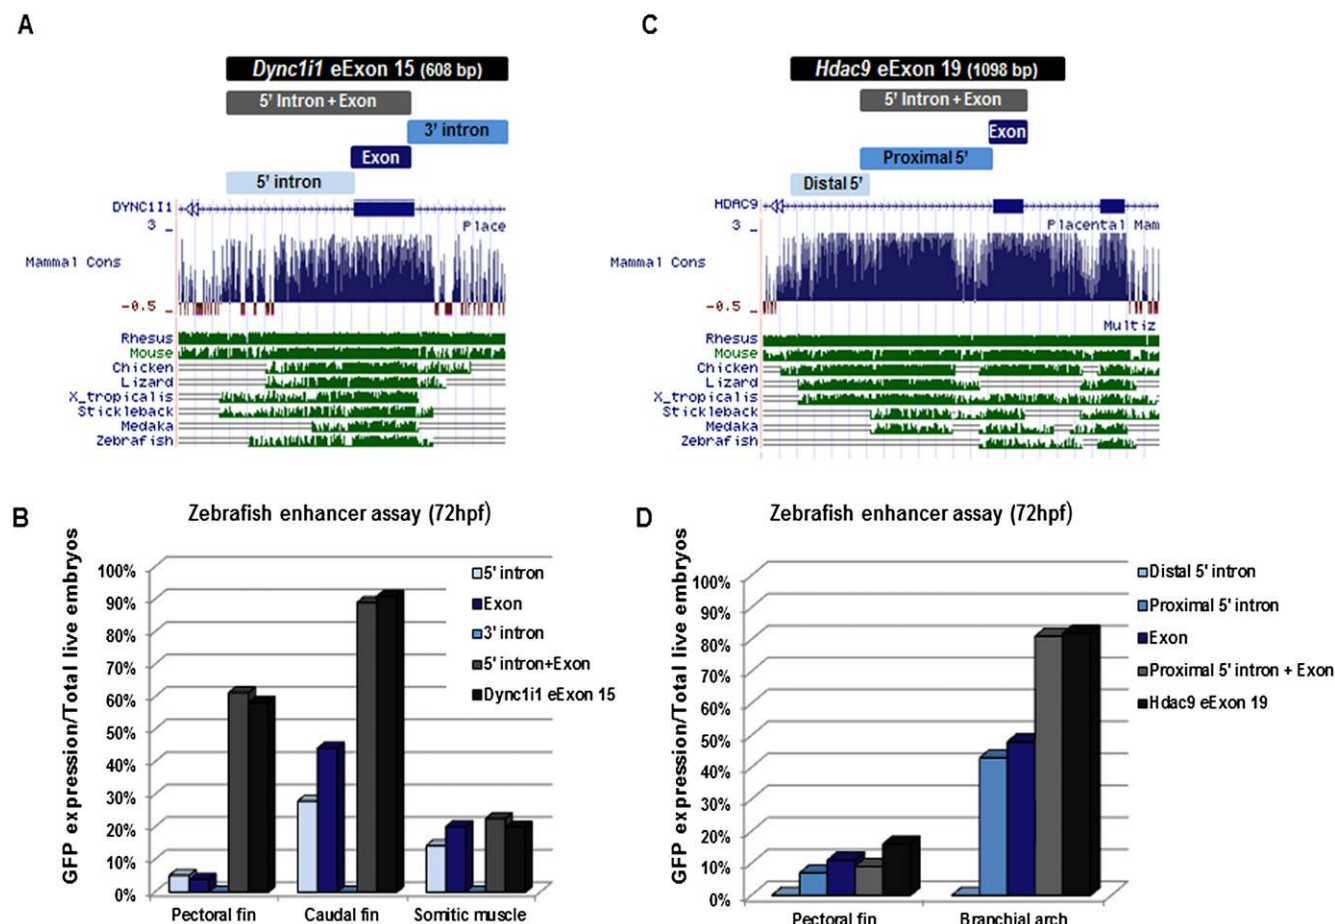 A
Dync1i1 eExon 15 (608 bp)
5' Intron + Exon
3' intron
Exon
5' intron
DYNC1I1
3
Place
Mammal Cons
-0.5
Rhesus
Mouse
Chicken
Lizard
X_tropicalis
Stickleback
Medaka
Zebrafish
C
Hdac9 eExon 19 (1098 bp)
5' Intron + Exon
Exon
Proximal 5'
Distal 5'
HDAC9
3
Placental Mam
Mammal Cons
-0.5
Multiz
Rhesus
Mouse
Chicken
Lizard
X_tropicalis
Stickleback
Medaka
Zebrafish
B
Zebrafish enhancer assay (72hpf)
GFP expression/Total live embryos
100%
90%
80%
70%
60%
50%
40%
30%
20%
10%
0%
5' intron
Exon
3' intron
5' intron+Exon
Dync1i1 eExon 15
Pectoral fin
Caudal fin
Somitic muscle
D
Zebrafish enhancer assay (72hpf)
GFP expression/Total live embryos
100%
90%
80%
70%
60%
50%
40%
30%
20%
10%
0%
Distal 5' intron
Proximal 5' intron
Exon
Proximal 5' intron + Exon
Hdac9 eExon 19
Pectoral fin
Branchial arch